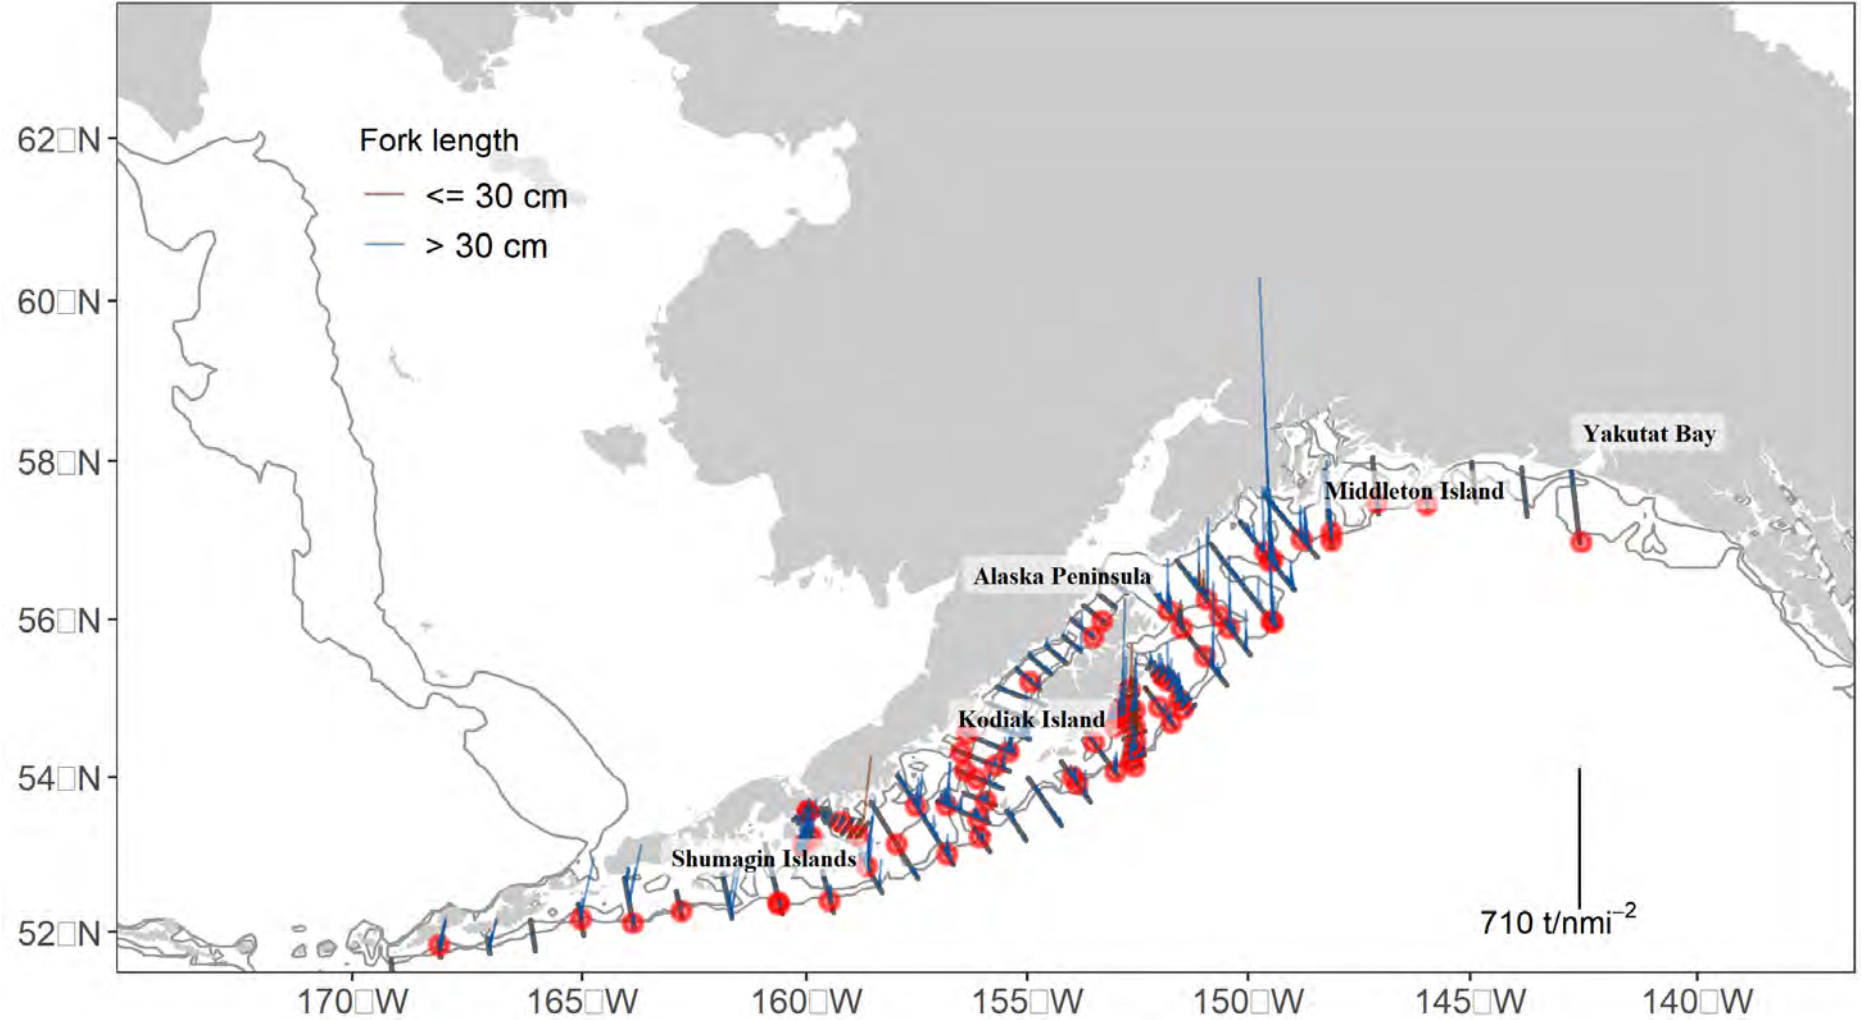 Fork length
<= 30 cm
> 30 cm
62□N
60□N
58□N
56□N
54□N
52□N
Yakutat Bay
Middleton Island
Alaska Peninsula
Kodiak Island
Shumagin Islands
710 t/nmi−2
170□W
165□W
160□W
155□W
150□W
145□W
140□W